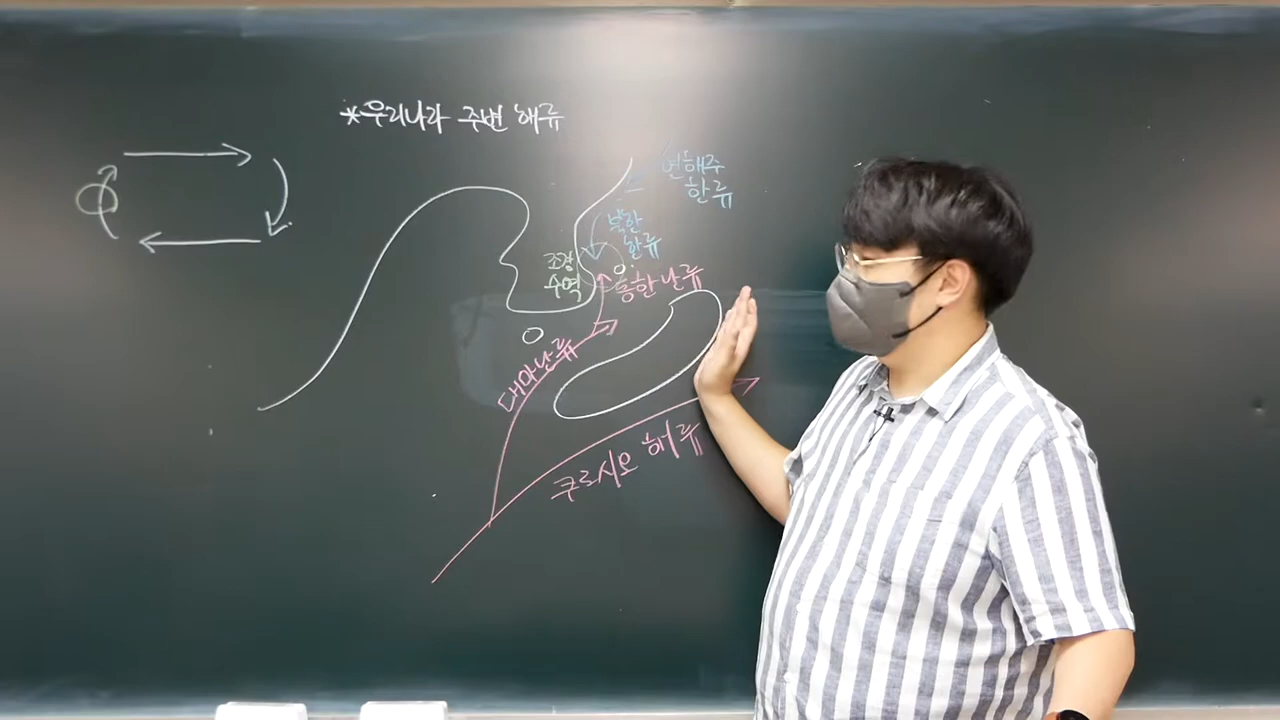 *우리나라 주변 해류
연해주
한류
북한
한류
조경
수역
동한난류
대마난류
쿠로시오 해류